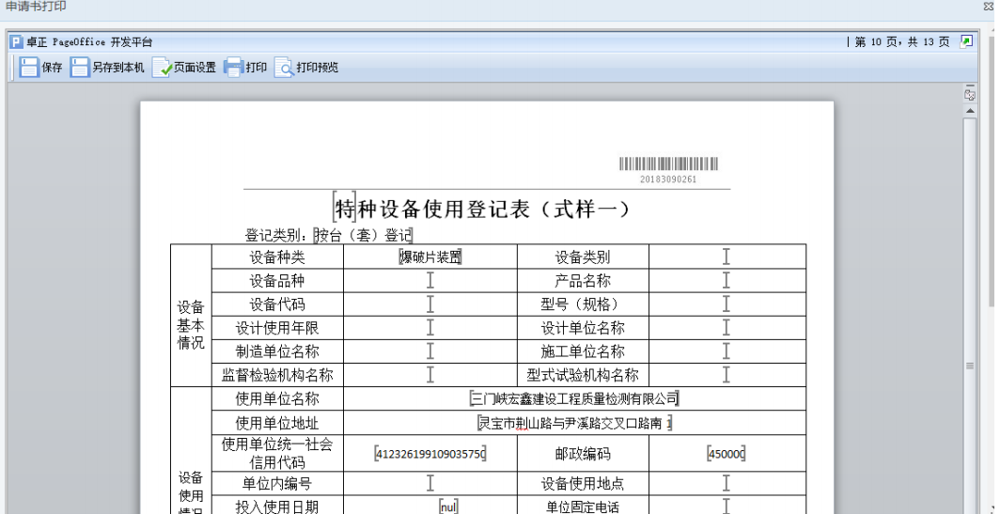 申请书打印
卓正 PageOffice 开发平台
第 10 页，共 13 页
保存 另存到本机 页面设置 打印 打印预览
20183090261
特种设备使用登记表（式样一）
登记类别：按台（套）登记
设备种类 爆破片装置 设备类别
设备品种 产品名称
设备代码 型号（规格）
设计使用年限 设计单位名称
制造单位名称 施工单位名称
监督检验机构名称 型式试验机构名称
设备
基本
情况
使用单位名称 三门峡宏鑫建设工程质量检测有限公司
使用单位地址 灵宝市荆山路与尹溪路交叉口路南
使用单位统一社会
信用代码 412326199109035750 邮政编码 450000
单位内编号 设备使用地点
投入使用日期 nul 单位固定电话
设备
使用
情况